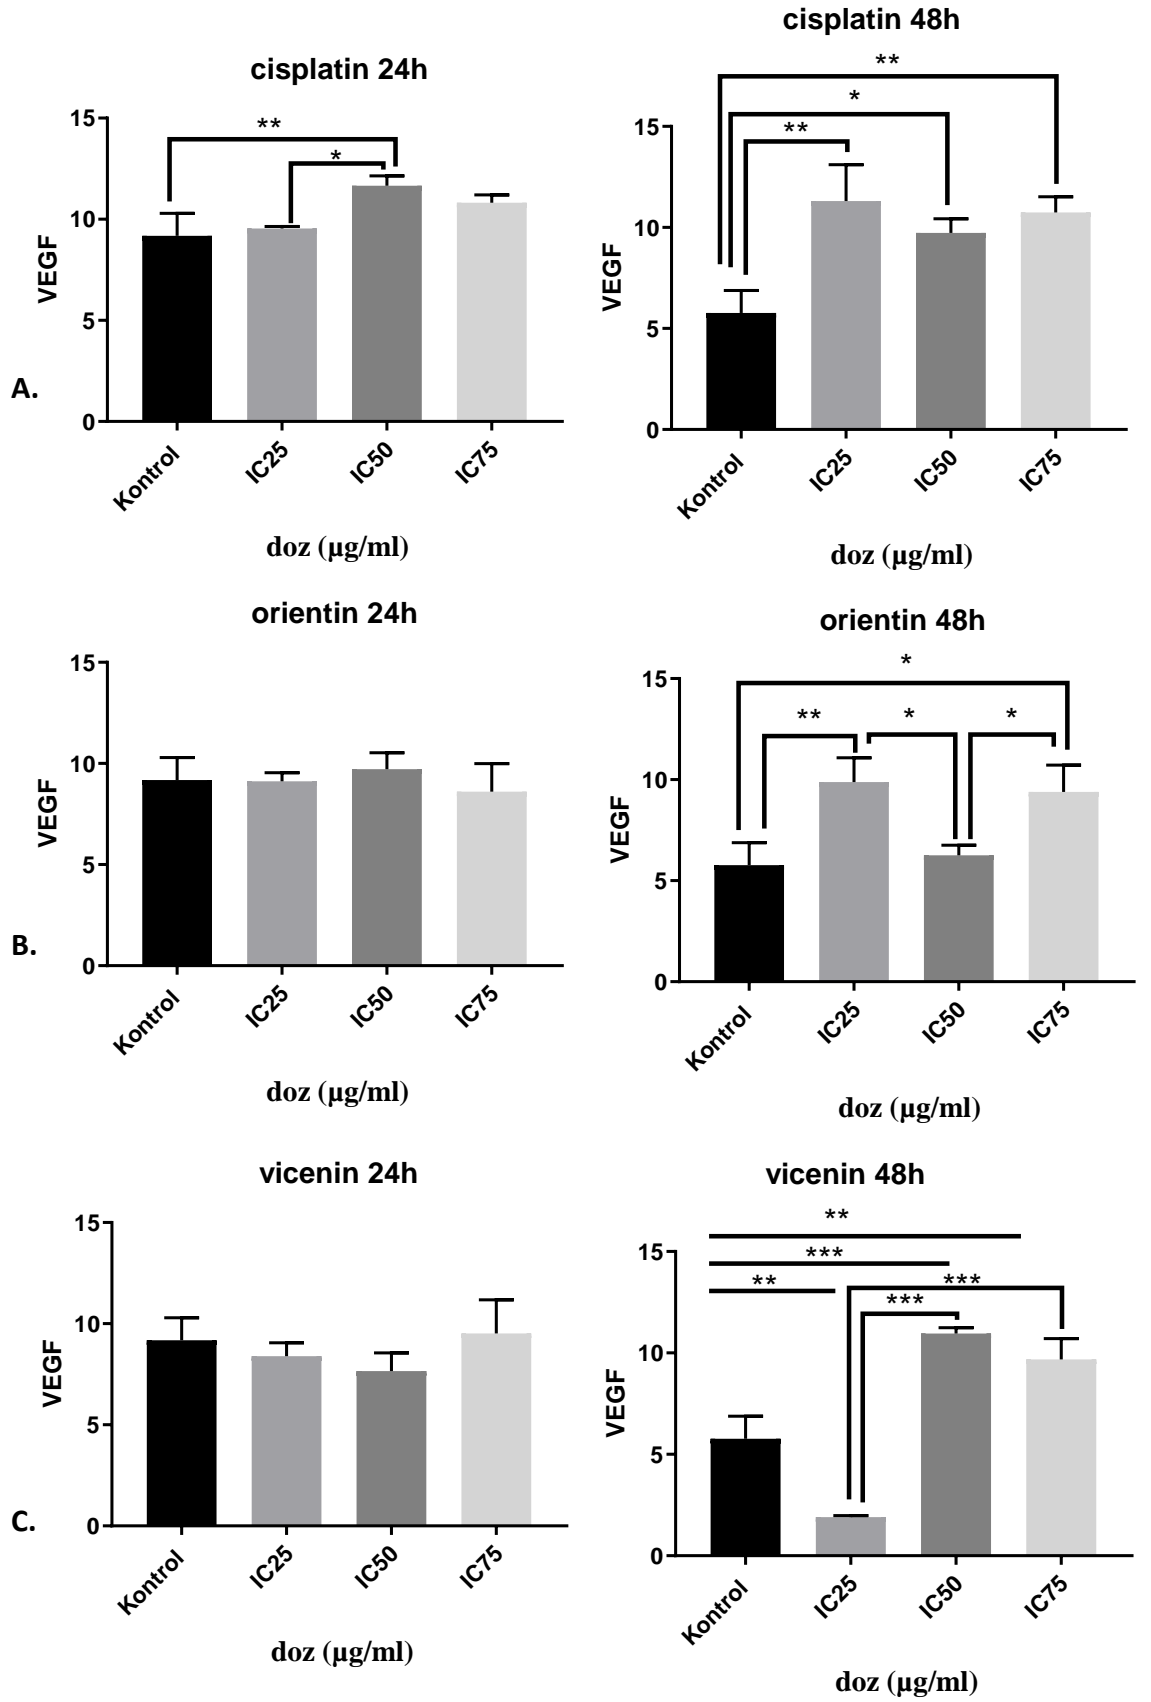 cisplatin 24h
**
*
15
10
5
0
VEGF
Kontrol
IC25
IC50
IC75
doz (µg/ml)
A.
cisplatin 48h
**
*
**
15
10
5
0
VEGF
Kontrol
IC25
IC50
IC75
doz (µg/ml)
orientin 24h
15
10
5
0
VEGF
Kontrol
IC25
IC50
IC75
doz (µg/ml)
B.
orientin 48h
*
**
*
*
15
10
5
0
VEGF
Kontrol
IC25
IC50
IC75
doz (µg/ml)
vicenin 24h
15
10
5
0
VEGF
Kontrol
IC25
IC50
IC75
doz (µg/ml)
C.
vicenin 48h
**
***
**
***
***
15
10
5
0
VEGF
Kontrol
IC25
IC50
IC75
doz (µg/ml)